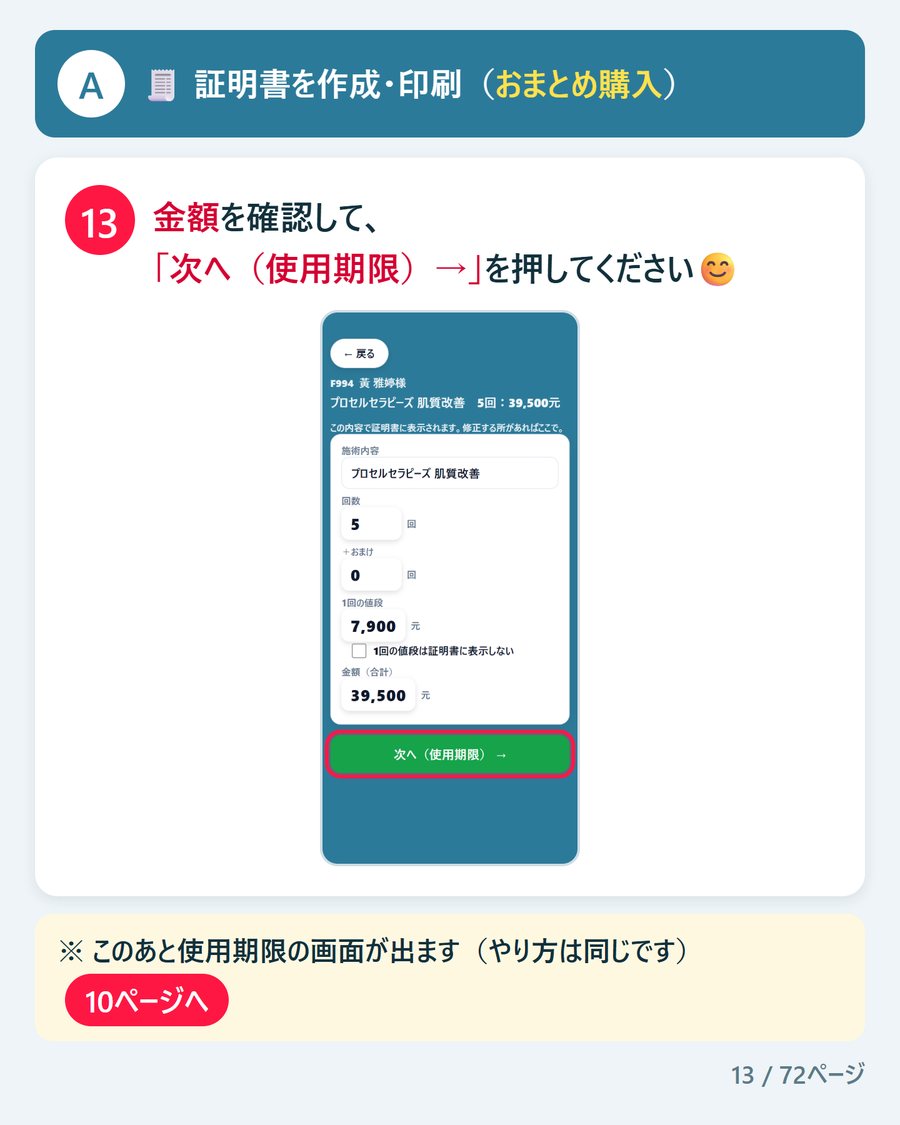 A 証明書を作成・印刷（おまとめ購入）
13 金額を確認して、
「次へ（使用期限）→」を押してください
← 戻る
F994 黃 雅婷様
プロセルセラピーズ 肌質改善 5回：39,500元
この内容で証明書に表示されます。修正する所があればここで。
施術内容
プロセルセラピーズ 肌質改善
回数
5 回
＋おまけ
0 回
1回の値段
7,900 元
1回の値段は証明書に表示しない
金額（合計）
39,500 元
次へ（使用期限） →
※ このあと使用期限の画面が出ます（やり方は同じです）
10ページへ
13 / 72ページ